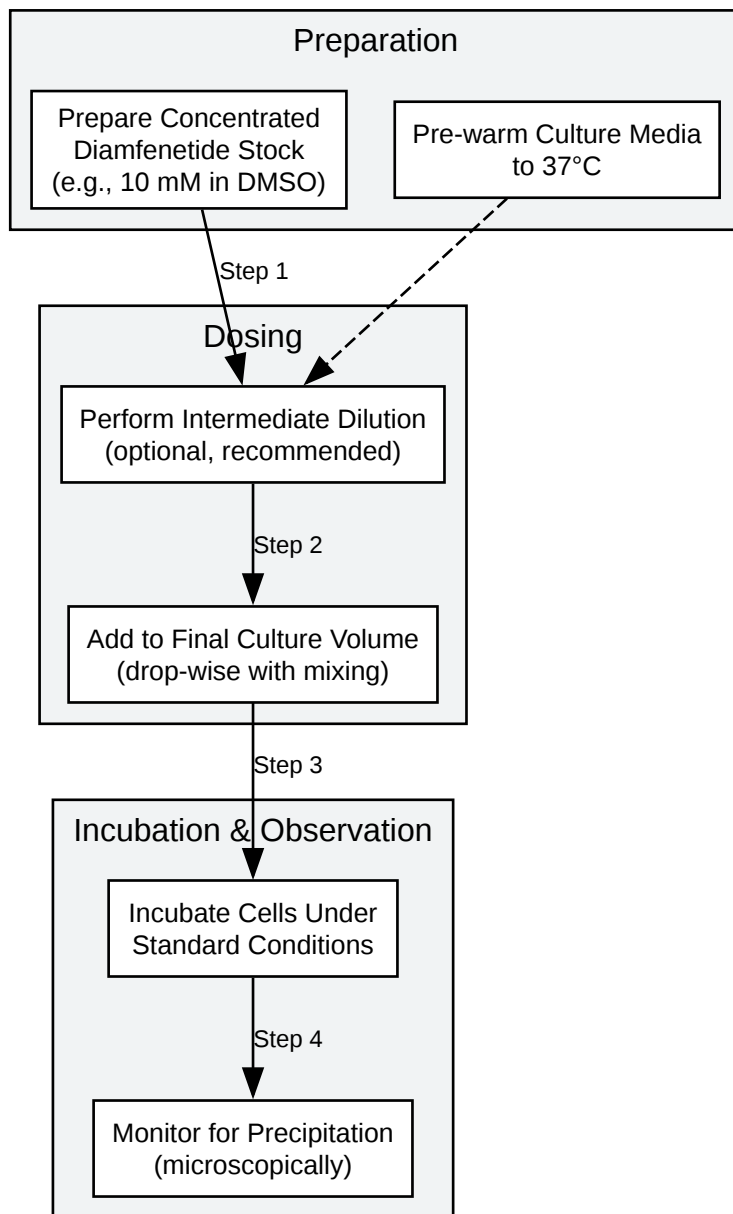 Preparation
Prepare Concentrated
Diamfenetide Stock
(e.g., 10 mM in DMSO)
Pre-warm Culture Media
to 37°C
Step 1
Dosing
Perform Intermediate Dilution
(optional, recommended)
Step 2
Add to Final Culture Volume
(drop-wise with mixing)
Step 3
Incubation & Observation
Incubate Cells Under
Standard Conditions
Step 4
Monitor for Precipitation
(microscopically)